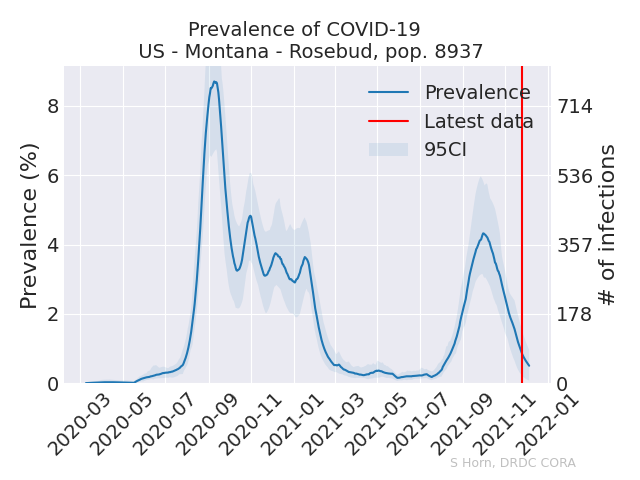 Prevalence of COVID-19
US - Montana - Rosebud, pop. 8937
Prevalence
Latest data
95CI
Prevalence (%)
8
6
4
2
0
714
536
357
178
0
# of infections
2020-03
2020-05
2020-07
2020-09
2020-11
2021-01
2021-03
2021-05
2021-07
2021-09
2021-11
2022-01
S Horn, DRDC CORA